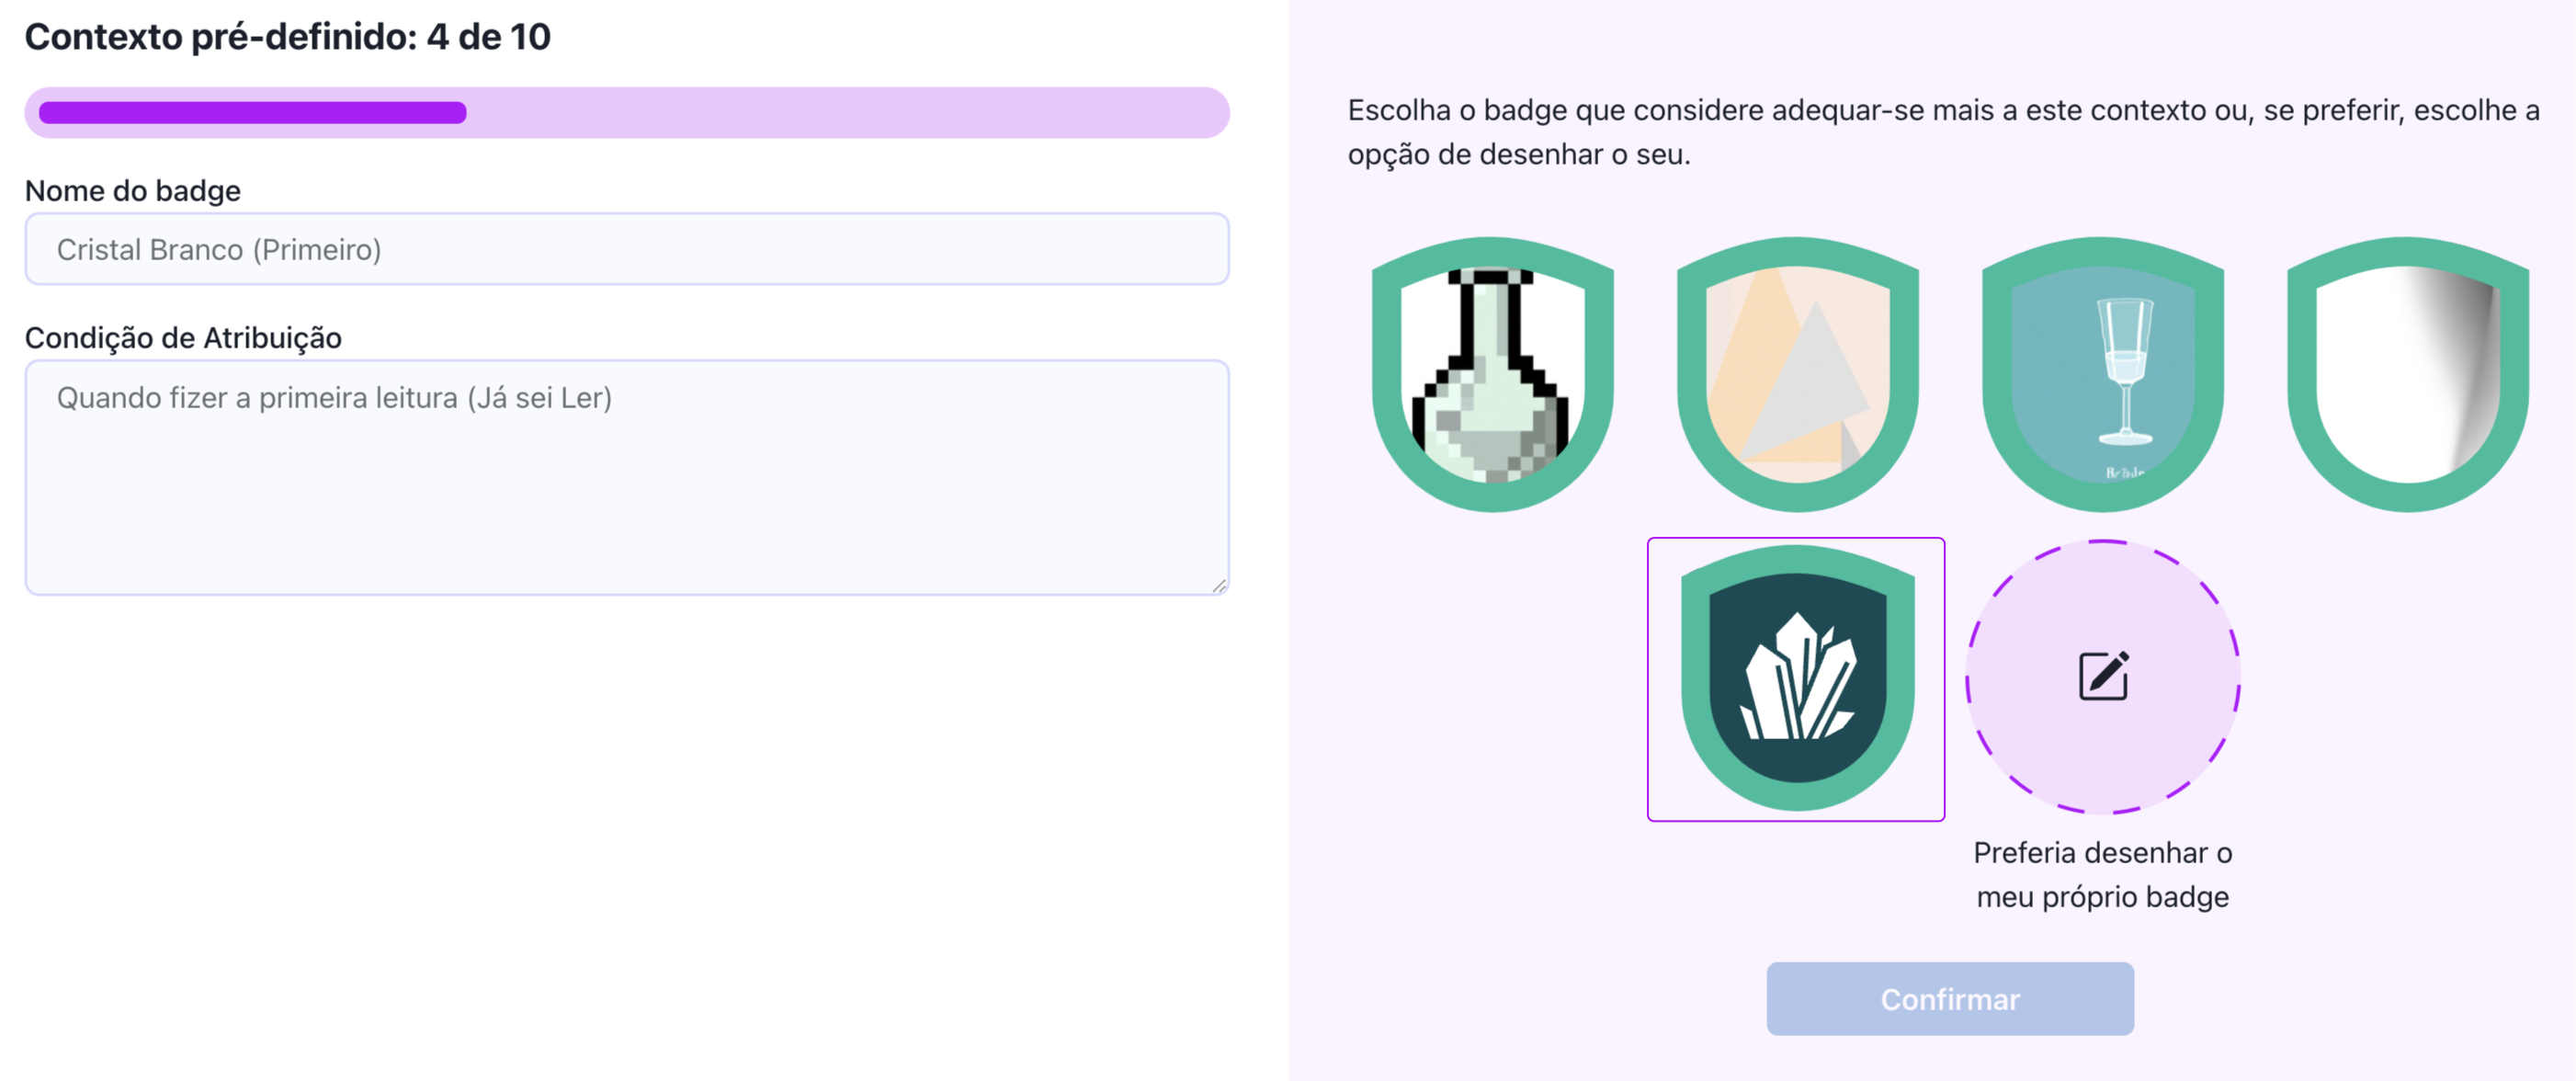 Contexto pré-definido: 4 de 10
Nome do badge
Cristal Branco (Primeiro)
Condição de Atribuição
Quando fizer a primeira leitura (Já sei Ler)
Escolha o badge que considere adequar-se mais a este contexto ou, se preferir, escolhe a
opção de desenhar o seu.
Preferia desenhar o
meu próprio badge
Confirmar